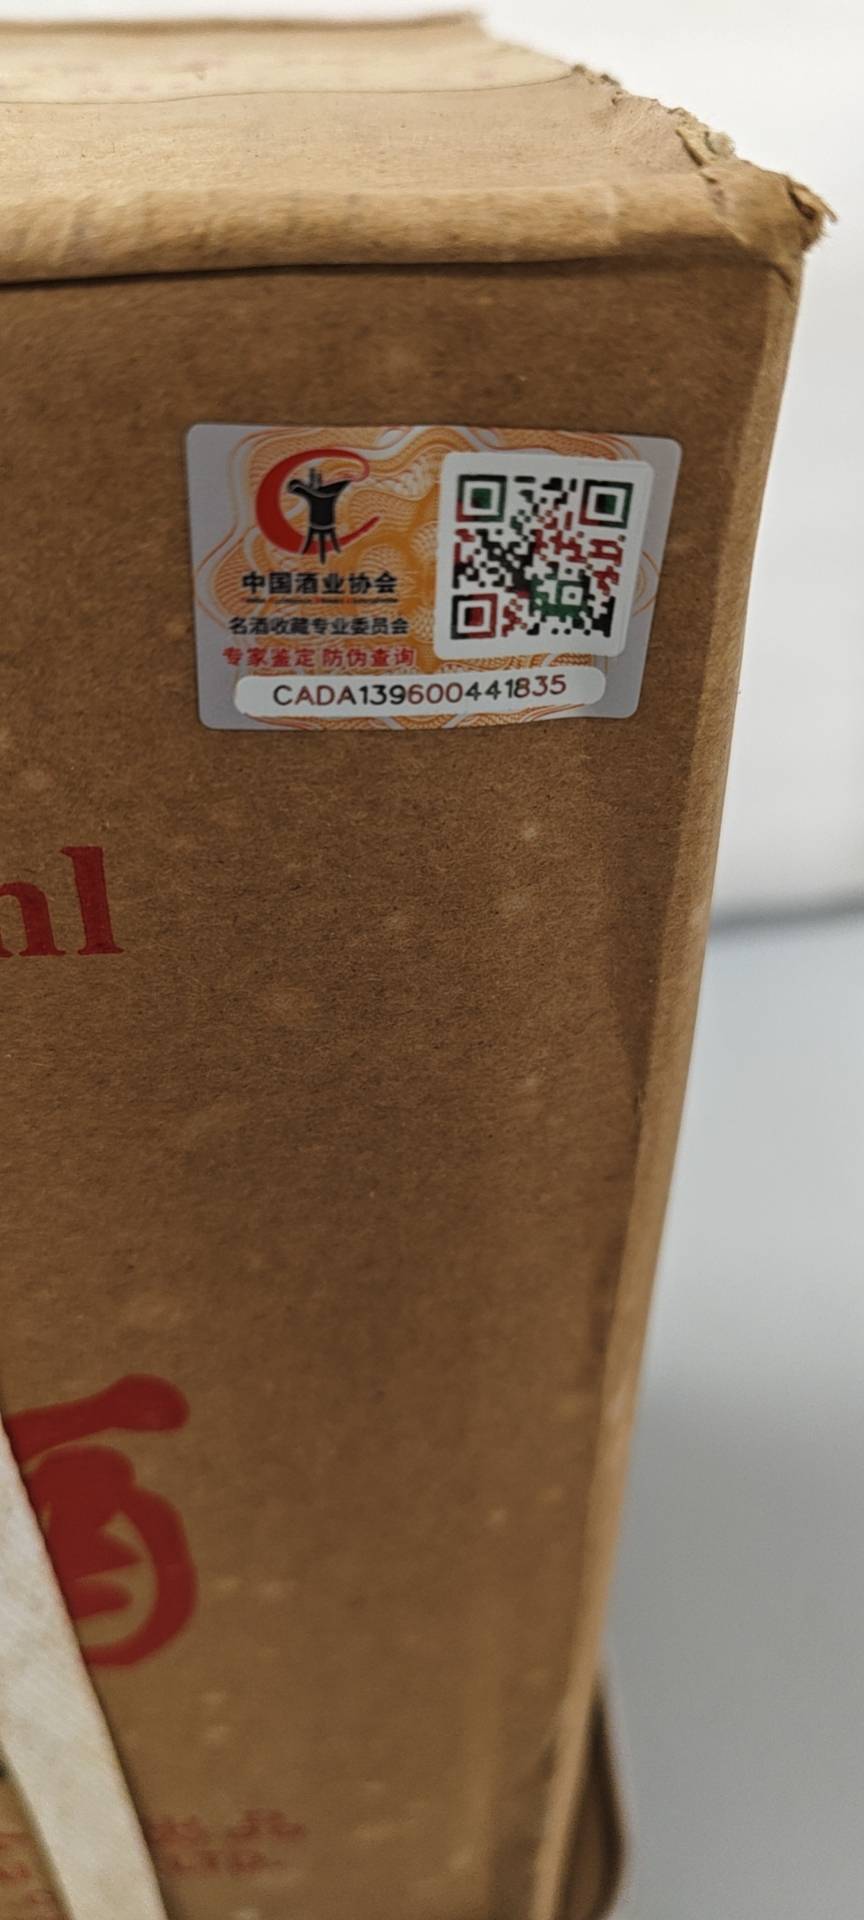 中国酒业协会
名酒收藏专业委员会
专家鉴定 防伪查询
CADA139600441835
ml
酒